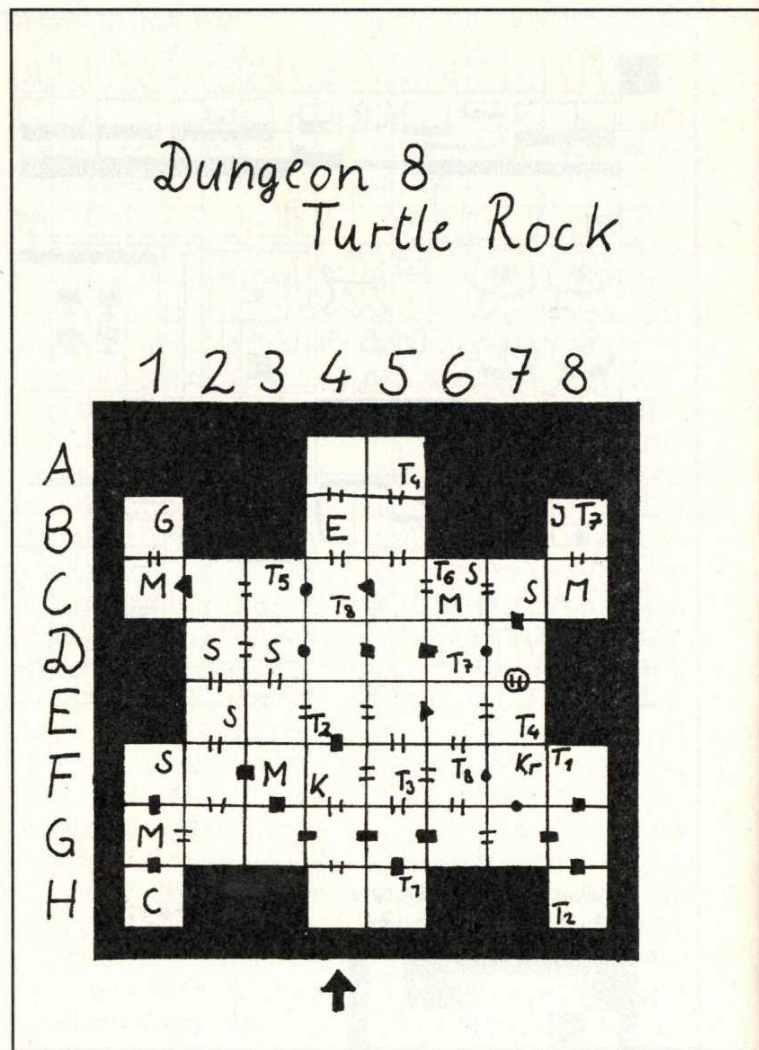 Dungeon 8
Turtle Rock
1 2 3 4 5 6 7 8
A T4
B G E J T7
C M T5 T8 T6 S M S M
D S S T7
E S T2 T4
F S M K T3 T8 Kr T1
G M
H C T1 T2